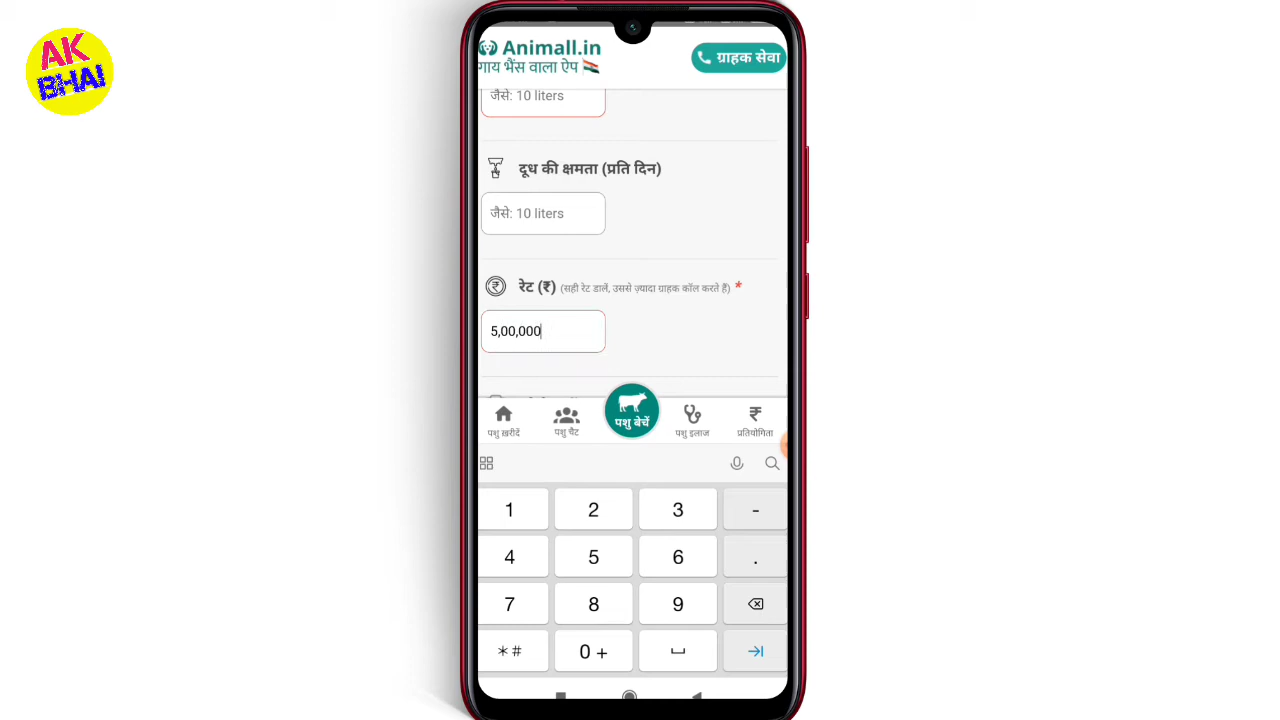 AK
BHAI
Animall.in
गाय भैंस वाला ऐप
ग्राहक सेवा
जैसे: 10 liters
दूध की क्षमता (प्रति दिन)
जैसे: 10 liters
रेट (₹) (सही रेट डालें, उससे ज़्यादा ग्राहक कॉल करते हैं) *
5,00,000
पशु ख़रीदें
पशु चैट
पशु बेचें
पशु इलाज
प्रतियोगिता
1 2 3 -
4 5 6 .
7 8 9
*# 0 +